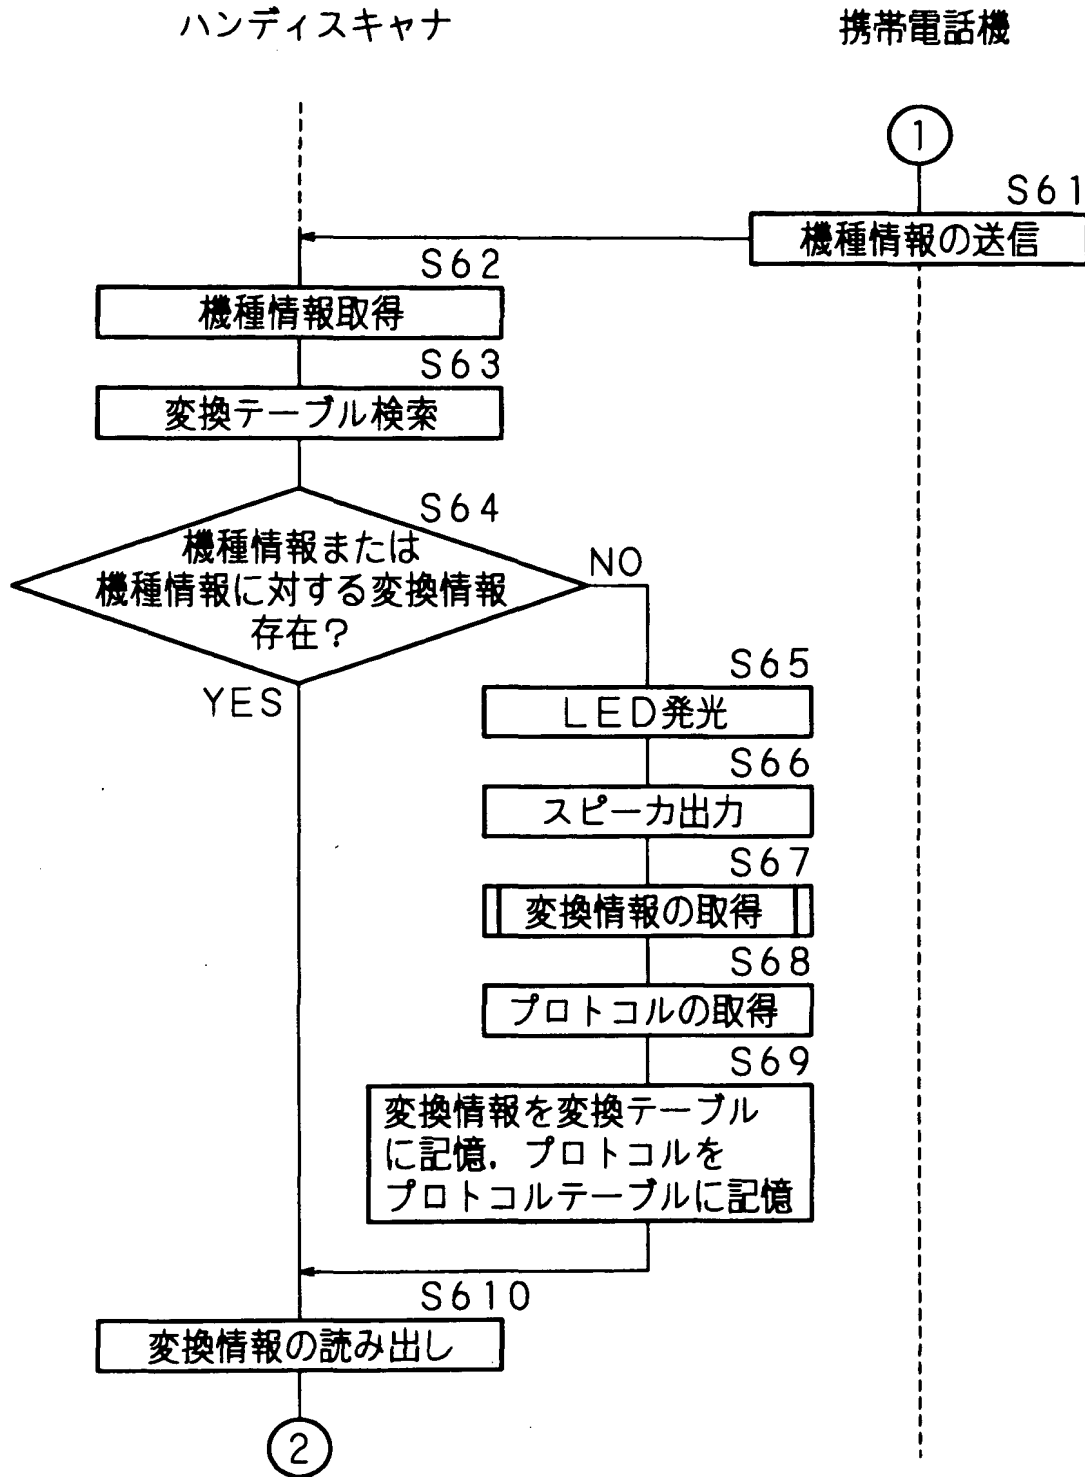 ハンディスキャナ
携帯電話機
1
S61
機種情報の送信
S62
機種情報取得
S63
変換テーブル検索
S64
機種情報または
機種情報に対する変換情報
存在?
NO
YES
S65
LED発光
S66
スピーカ出力
S67
変換情報の取得
S68
プロトコルの取得
S69
変換情報を変換テーブル
に記憶,プロトコルを
プロトコルテーブルに記憶
S610
変換情報の読み出し
2